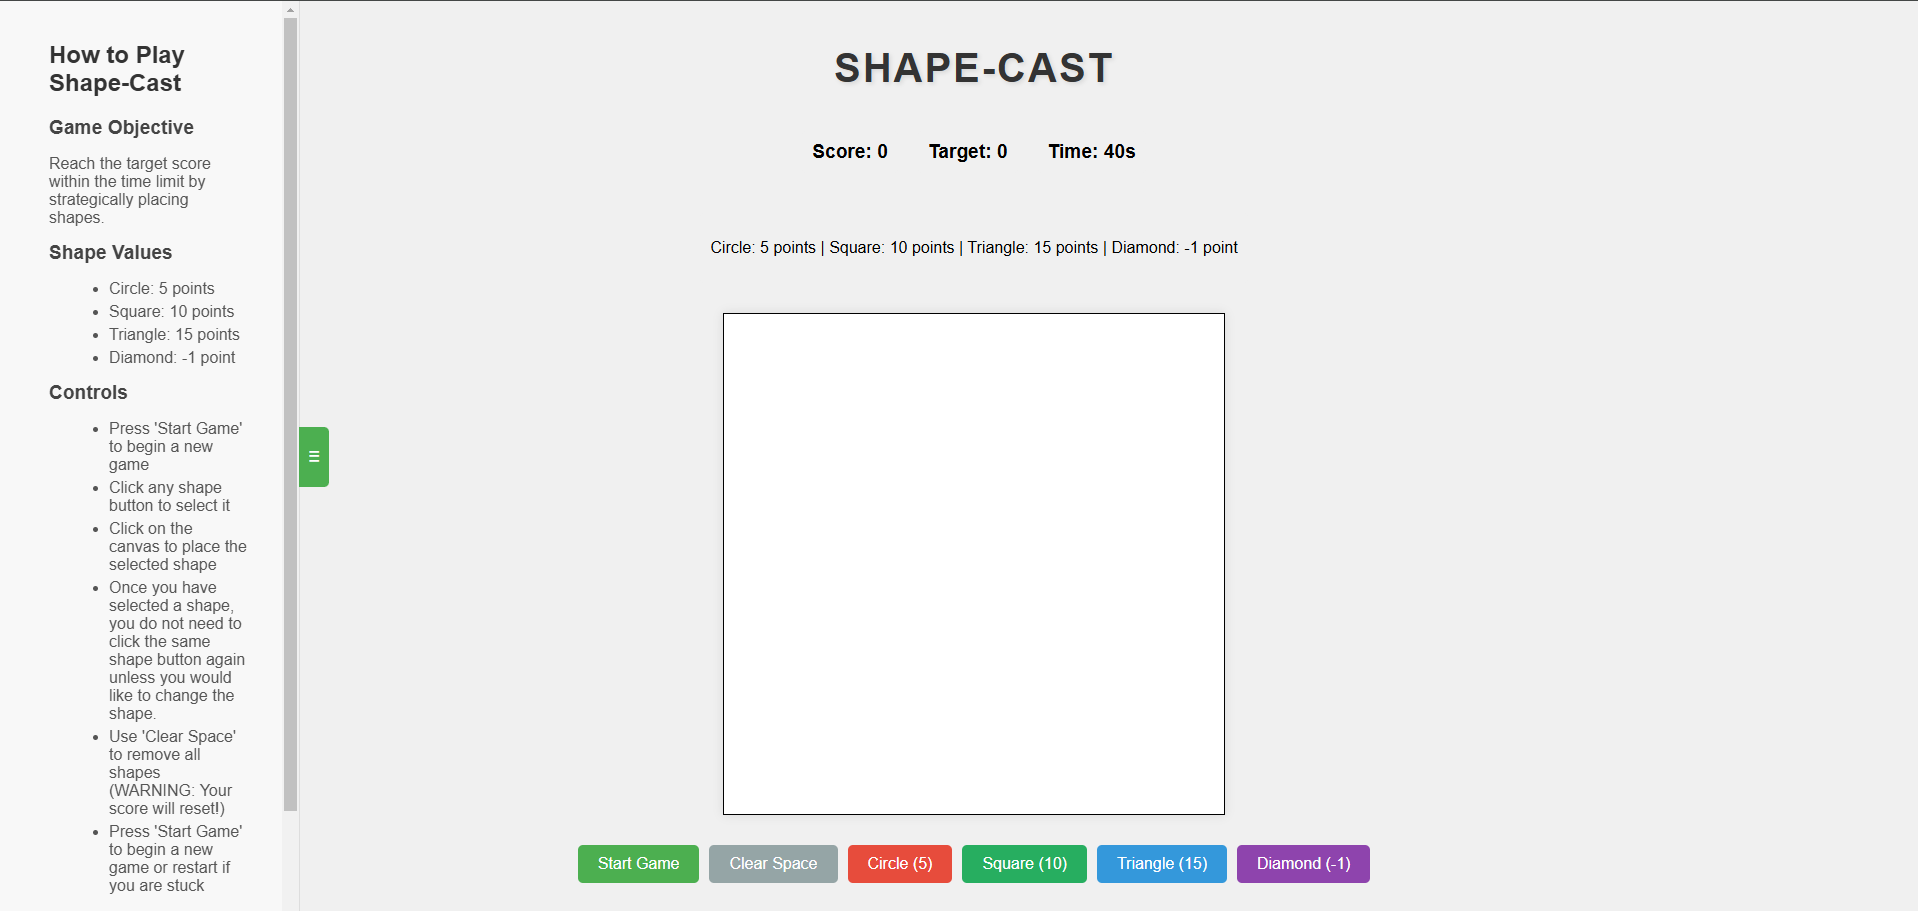 How to Play
Shape-Cast
Game Objective
Reach the target score
within the time limit by
strategically placing
shapes.
Shape Values
Circle: 5 points
Square: 10 points
Triangle: 15 points
Diamond: -1 point
Controls
Press 'Start Game'
to begin a new
game
Click any shape
button to select it
Click on the
canvas to place the
selected shape
Once you have
selected a shape,
you do not need to
click the same
shape button again
unless you would
like to change the
shape.
Use 'Clear Space'
to remove all
shapes
(WARNING: Your
score will reset!)
Press 'Start Game'
to begin a new
game or restart if
you are stuck
SHAPE-CAST
Score: 0 Target: 0 Time: 40s
Circle: 5 points | Square: 10 points | Triangle: 15 points | Diamond: -1 point
Start Game Clear Space Circle (5) Square (10) Triangle (15) Diamond (-1)